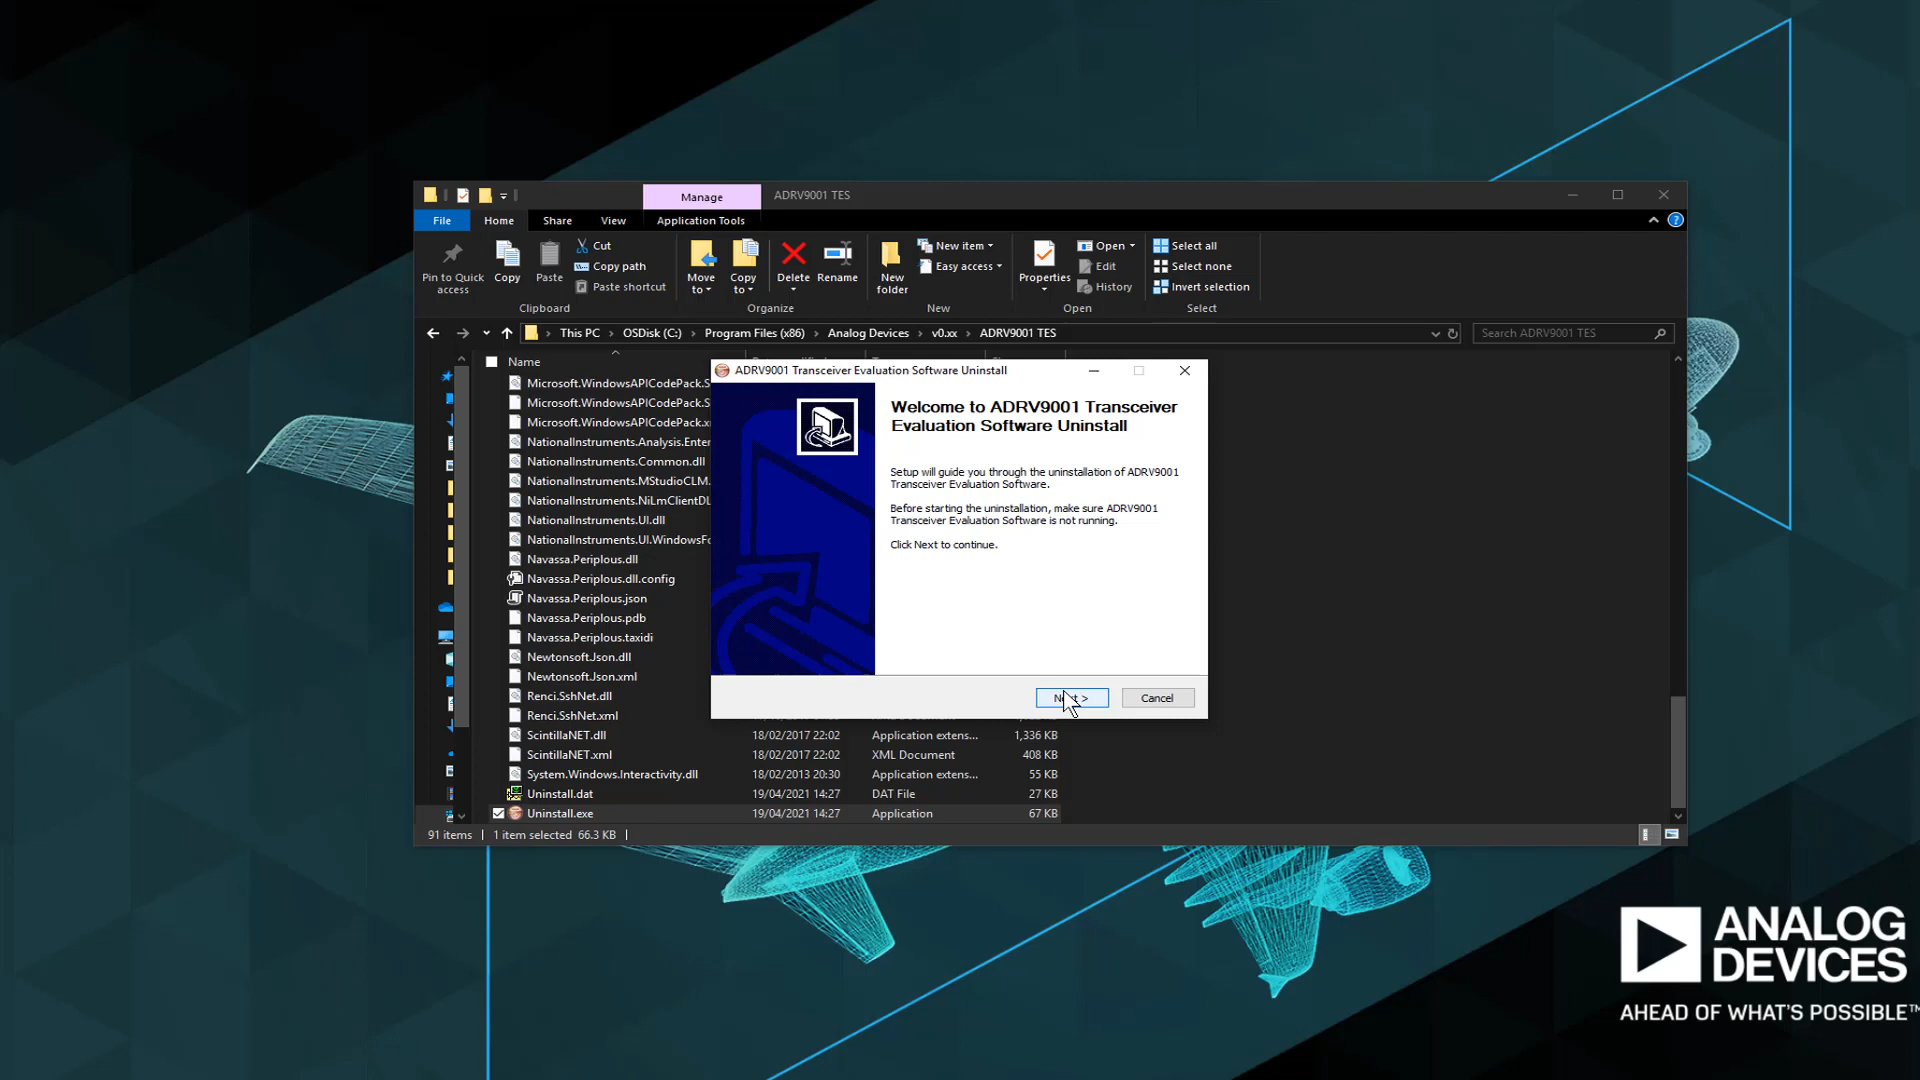 Manage
ADRV9001 TES
File
Home
Share
View
Application Tools
Pin to Quick access
Copy
Paste
Cut
Copy path
Paste shortcut
Move to
Copy to
Delete
Rename
New folder
New item
Easy access
Properties
Open
Edit
History
Select all
Select none
Invert selection
Clipboard
Organize
New
Open
Select
This PC > OSDisk (C:) > Program Files (x86) > Analog Devices > v0.xx > ADRV9001 TES
Search ADRV9001 TES
Name
Microsoft.WindowsAPICodePack.S
Microsoft.WindowsAPICodePack.S
Microsoft.WindowsAPICodePack.x
NationalInstruments.Analysis.Enter
NationalInstruments.Common.dll
NationalInstruments.MStudioCLM.
NationalInstruments.NiLmClientDL
NationalInstruments.UI.dll
NationalInstruments.UI.WindowsFo
Navassa.Periplous.dll
Navassa.Periplous.dll.config
Navassa.Periplous.json
Navassa.Periplous.pdb
Navassa.Periplous.taxidi
Newtonsoft.Json.dll
Newtonsoft.Json.xml
Renci.SshNet.dll
Renci.SshNet.xml
ScintillaNET.dll 18/02/2017 22:02 Application extens... 1,336 KB
ScintillaNET.xml 18/02/2017 22:02 XML Document 408 KB
System.Windows.Interactivity.dll 18/02/2013 20:30 Application extens... 55 KB
Uninstall.dat 19/04/2021 14:27 DAT File 27 KB
Uninstall.exe 19/04/2021 14:27 Application 67 KB
91 items | 1 item selected 66.3 KB |
ADRV9001 Transceiver Evaluation Software Uninstall
Welcome to ADRV9001 Transceiver
Evaluation Software Uninstall
Setup will guide you through the uninstallation of ADRV9001
Transceiver Evaluation Software.
Before starting the uninstallation, make sure ADRV9001
Transceiver Evaluation Software is not running.
Click Next to continue.
Next >
Cancel
ANALOG
DEVICES
AHEAD OF WHAT'S POSSIBLE™